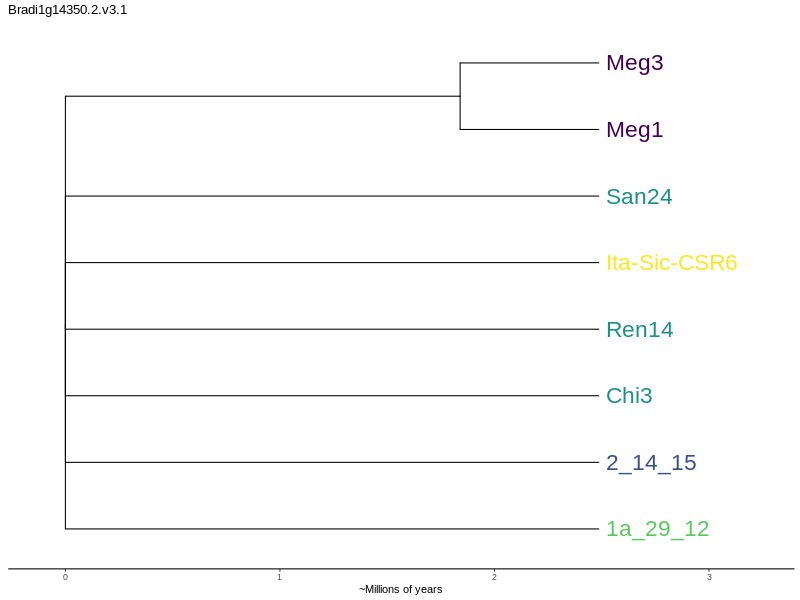 Bradi1g14350.2.v3.1
Meg3
Meg1
San24
Ita-Sic-CSR6
Ren14
Chi3
2_14_15
1a_29_12
0 1 2 3
~Millions of years